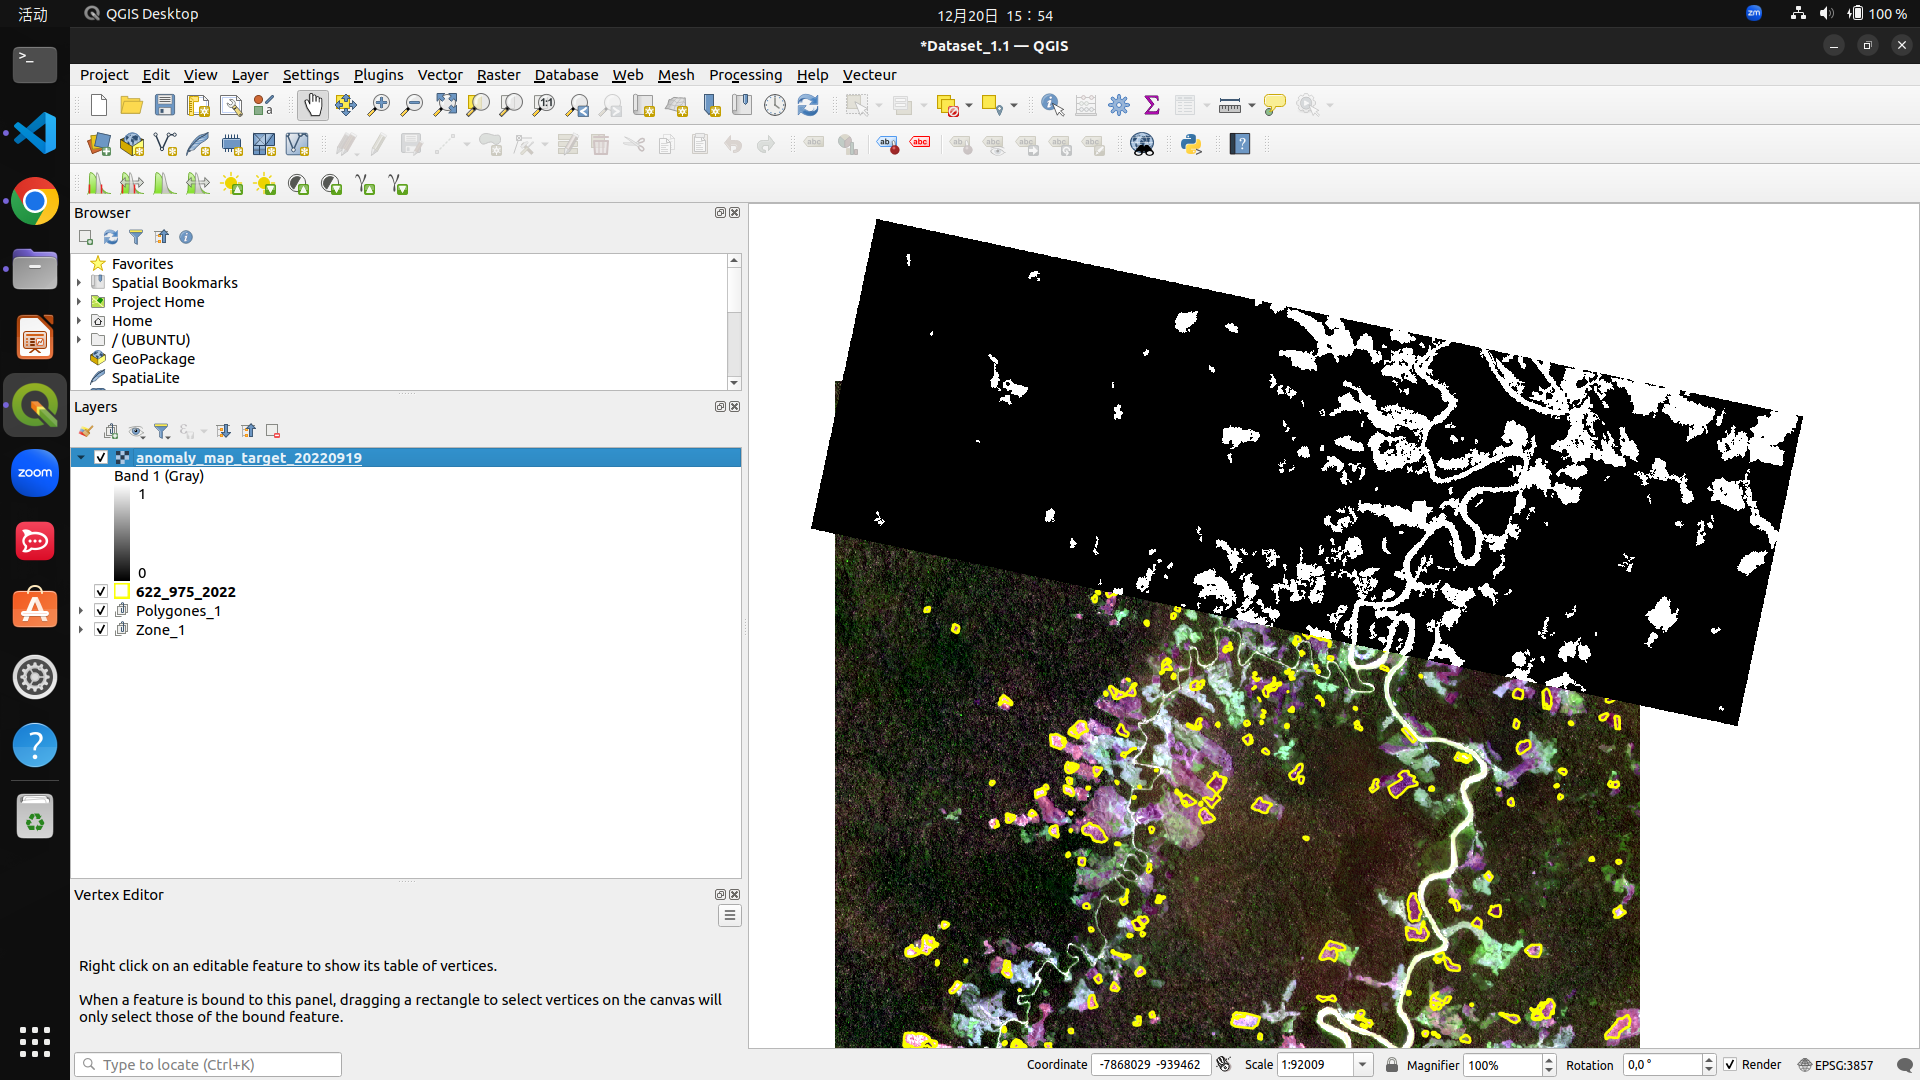 活动
QGIS Desktop
12月20日 15：54
zm
100 %
*Dataset_1.1 — QGIS
Project Edit View Layer Settings Plugins Vector Raster Database Web Mesh Processing Help Vecteur
Browser
Favorites
Spatial Bookmarks
Project Home
Home
/ (UBUNTU)
GeoPackage
SpatiaLite
Layers
anomaly_map_target_20220919
Band 1 (Gray)
1
0
622_975_2022
Polygones_1
Zone_1
Vertex Editor
Right click on an editable feature to show its table of vertices.
When a feature is bound to this panel, dragging a rectangle to select vertices on the canvas will
only select those of the bound feature.
zoom
Type to locate (Ctrl+K)
Coordinate -7868029 -939462 Scale 1:92009 Magnifier 100% Rotation 0,0 ° Render EPSG:3857